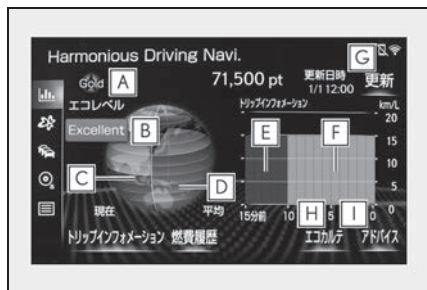 Harmonious Driving Navi.
G
Gold
A
71,500 pt
更新日時
1/1 12:00
更新
エコレベル
トリップインフォメーション
km/L
Excellent
B
20
E
F
15
10
C
D
5
現在
平均
H
I
0
15分前
10
5
0
トリップインフォメーション
燃費履歴
エコカルテ
アドバイス